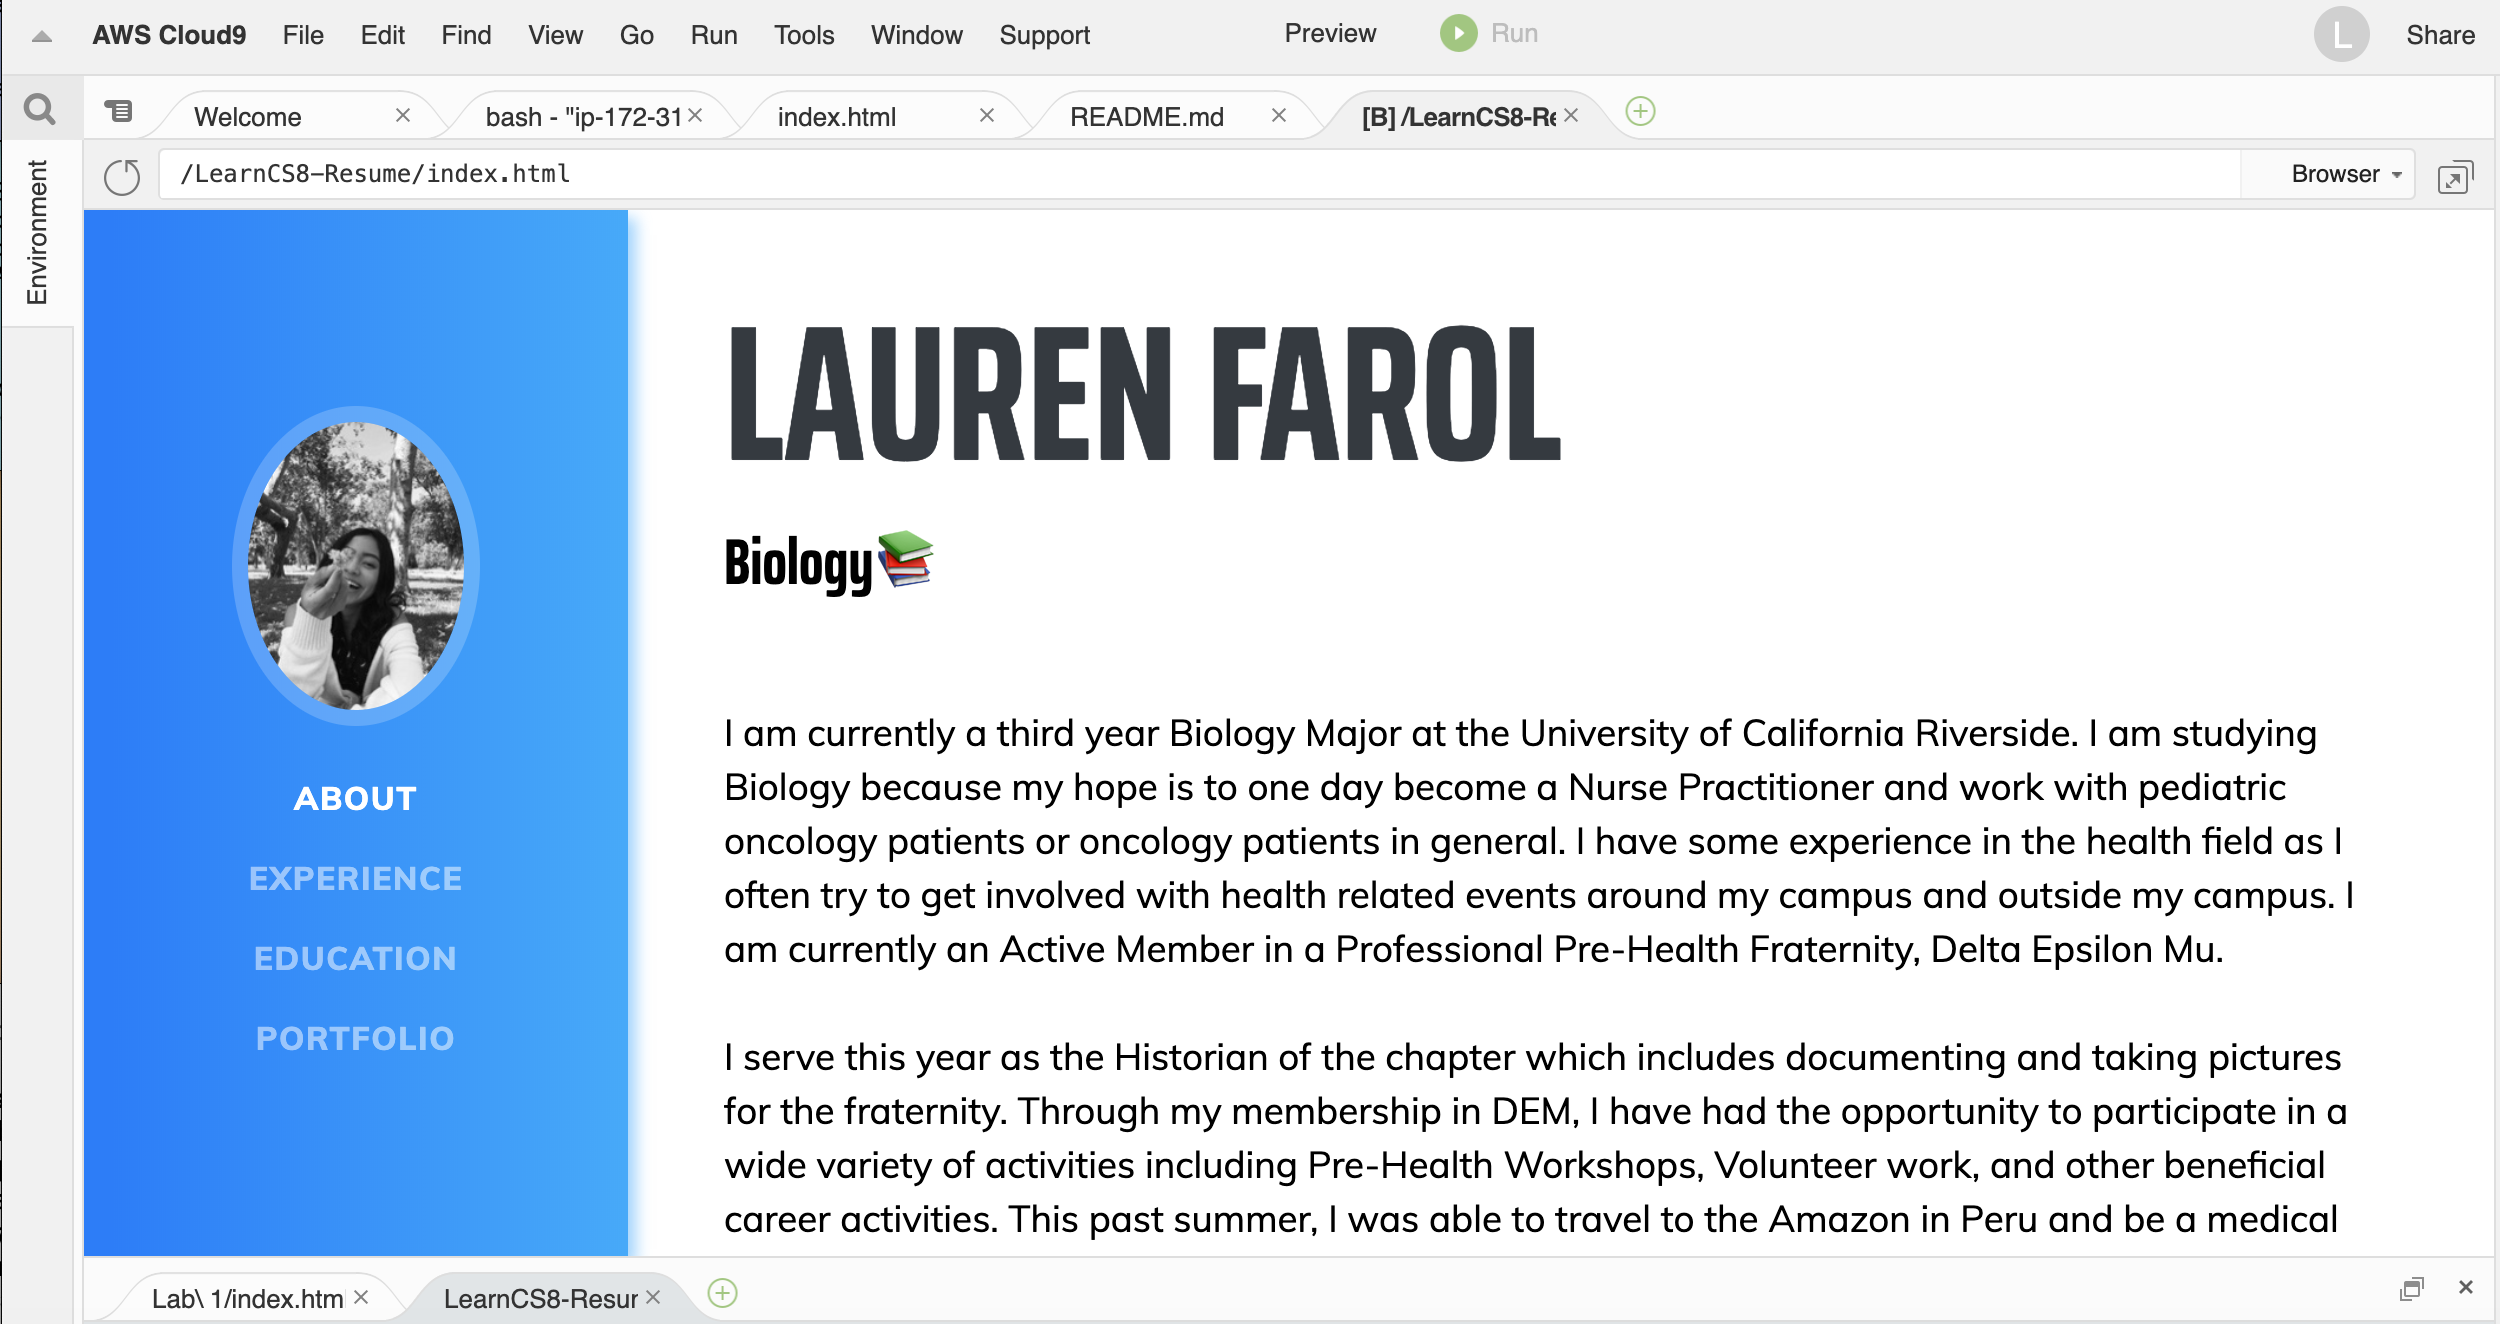 AWS Cloud9 File Edit Find View Go Run Tools Window Support Preview Run L Share
Welcome bash - "ip-172-31 index.html README.md [B] /LearnCS8-Re
/LearnCS8-Resume/index.html Browser
Environment
LAUREN FAROL
Biology
ABOUT
EXPERIENCE
EDUCATION
PORTFOLIO
I am currently a third year Biology Major at the University of California Riverside. I am studying
Biology because my hope is to one day become a Nurse Practitioner and work with pediatric
oncology patients or oncology patients in general. I have some experience in the health field as I
often try to get involved with health related events around my campus and outside my campus. I
am currently an Active Member in a Professional Pre-Health Fraternity, Delta Epsilon Mu.
I serve this year as the Historian of the chapter which includes documenting and taking pictures
for the fraternity. Through my membership in DEM, I have had the opportunity to participate in a
wide variety of activities including Pre-Health Workshops, Volunteer work, and other beneficial
career activities. This past summer, I was able to travel to the Amazon in Peru and be a medical
Lab\ 1/index.htm LearnCS8-Resur